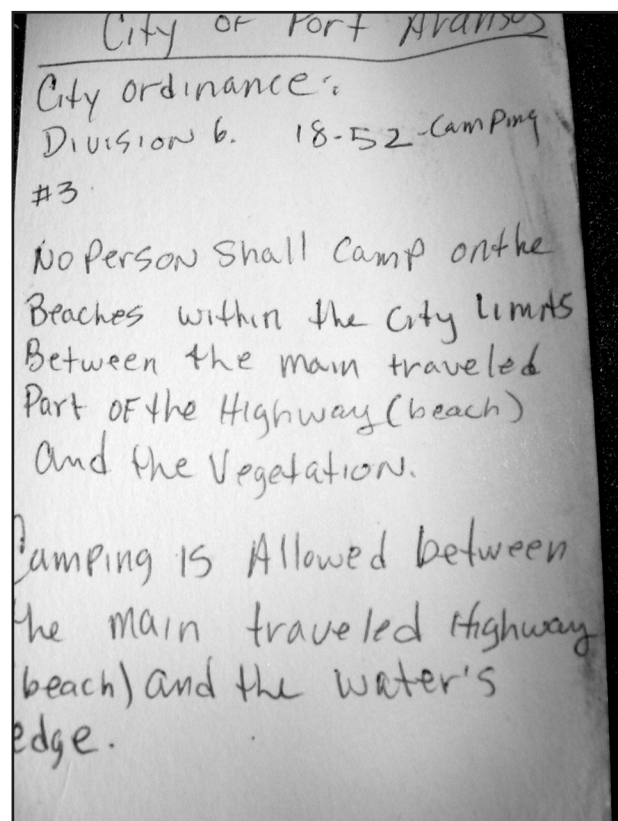 City of Port Aransas
City ordinance:
Division 6. 18-52-Camping
#3
No Person Shall Camp on the
Beaches within the City Limits
Between the main traveled
Part of the Highway (beach)
and the Vegetation.
Camping is Allowed between
the main traveled Highway
(beach) and the water's
edge.